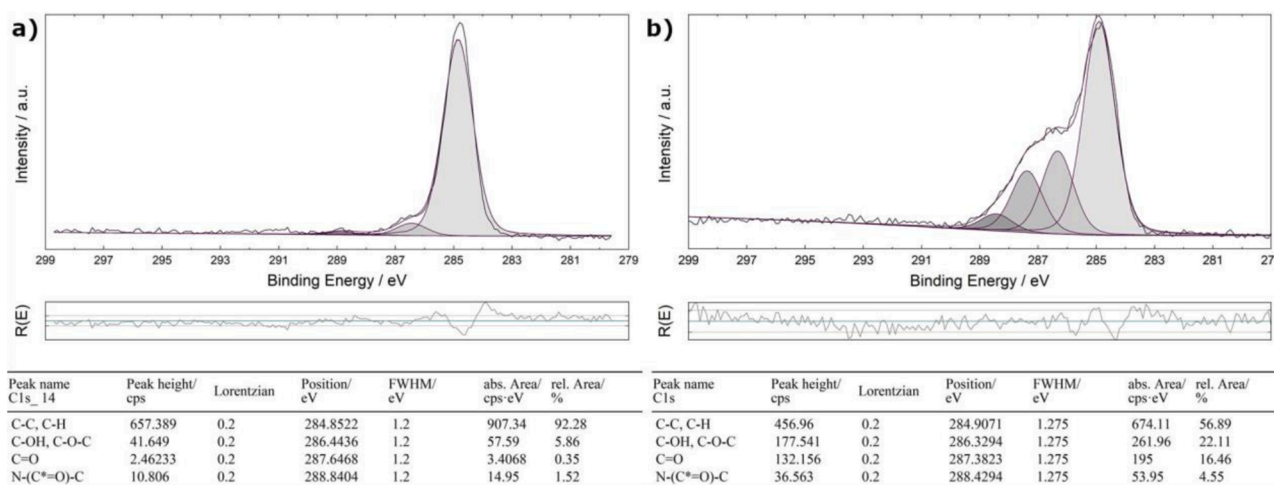 a)
Intensity / a.u.
299 297 295 293 291 289 287 285 283 281 279
Binding Energy / eV
R(E)
Peak name C1s_ 14 Peak height/ cps Lorentzian Position/ eV FWHM/ eV abs. Area/ cps·eV rel. Area/ %
C-C, C-H 657.389 0.2 284.8522 1.2 907.34 92.28
C-OH, C-O-C 41.649 0.2 286.4436 1.2 57.59 5.86
C=O 2.46233 0.2 287.6468 1.2 3.4068 0.35
N-(C*=O)-C 10.806 0.2 288.8404 1.2 14.95 1.52
b)
Intensity / a.u.
299 297 295 293 291 289 287 285 283 281 27
Binding Energy / eV
R(E)
Peak name C1s Peak height/ cps Lorentzian Position/ eV FWHM/ eV abs. Area/ cps·eV rel. Area/ %
C-C, C-H 456.96 0.2 284.9071 1.275 674.11 56.89
C-OH, C-O-C 177.541 0.2 286.3294 1.275 261.96 22.11
C=O 132.156 0.2 287.3823 1.275 195 16.46
N-(C*=O)-C 36.563 0.2 288.4294 1.275 53.95 4.55